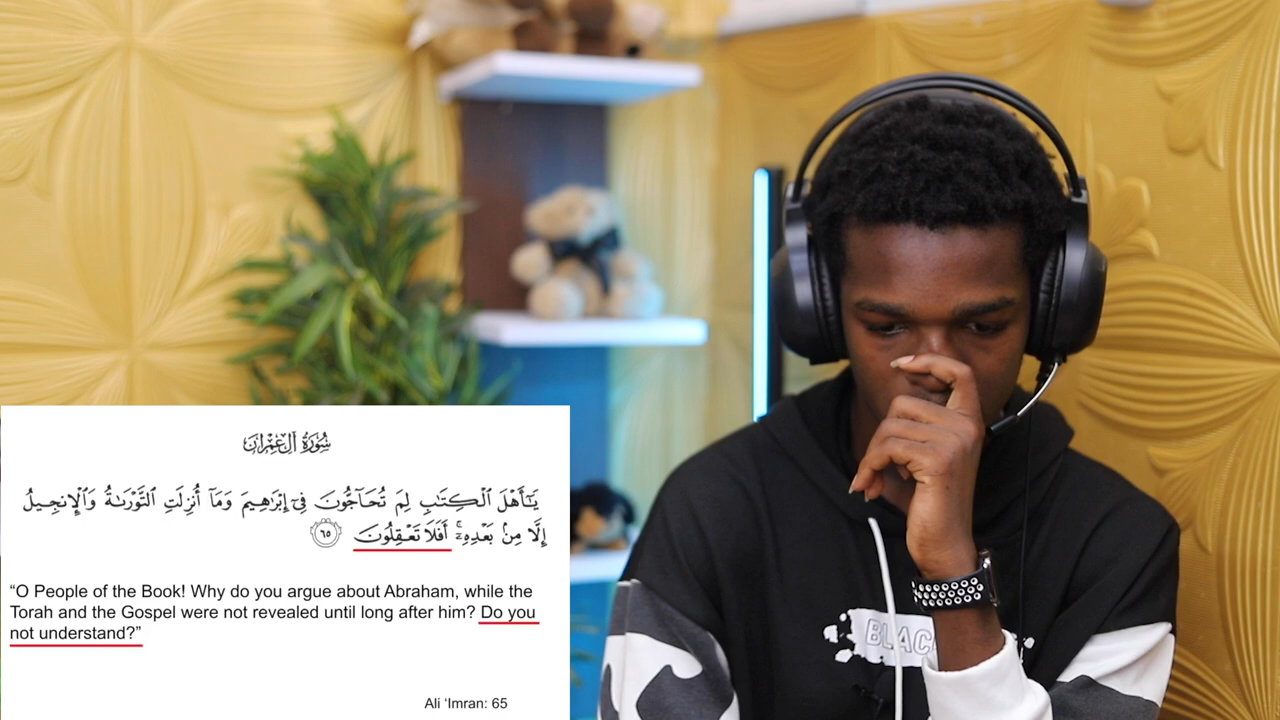 سُورَةُ آلِ عِمۡرَان
يَـٰٓأَهۡلَ ٱلۡكِتَـٰبِ لِمَ تُحَآجُّونَ فِىٓ إِبۡرَٰهِيمَ وَمَآ أُنزِلَتِ ٱلتَّوۡرَىٰةُ وَٱلۡإِنجِيلُ
إِلَّا مِنۢ بَعۡدِهِۦٓۚ أَفَلَا تَعۡقِلُونَ ٦٥
“O People of the Book! Why do you argue about Abraham, while the
Torah and the Gospel were not revealed until long after him? Do you
not understand?”
Ali ‘Imran: 65